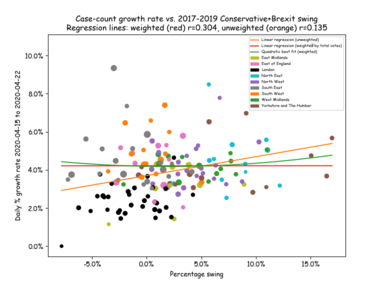 Case-count growth rate vs. 2017-2019 Conservative+Brexit swing
Regression lines: weighted (red) r=0.304, unweighted (orange) r=0.135
Linear regression (unweighted)
Linear regression (weighted by total votes)
Quadratic best fit (weighted)
East Midlands
East of England
London
North East
North West
South East
South West
West Midlands
Yorkshire and The Humber
Daily % growth rate 2020-04-15 to 2020-04-22
10.0%
8.0%
6.0%
4.0%
2.0%
0.0%
-5.0%
0.0%
5.0%
10.0%
15.0%
Percentage swing